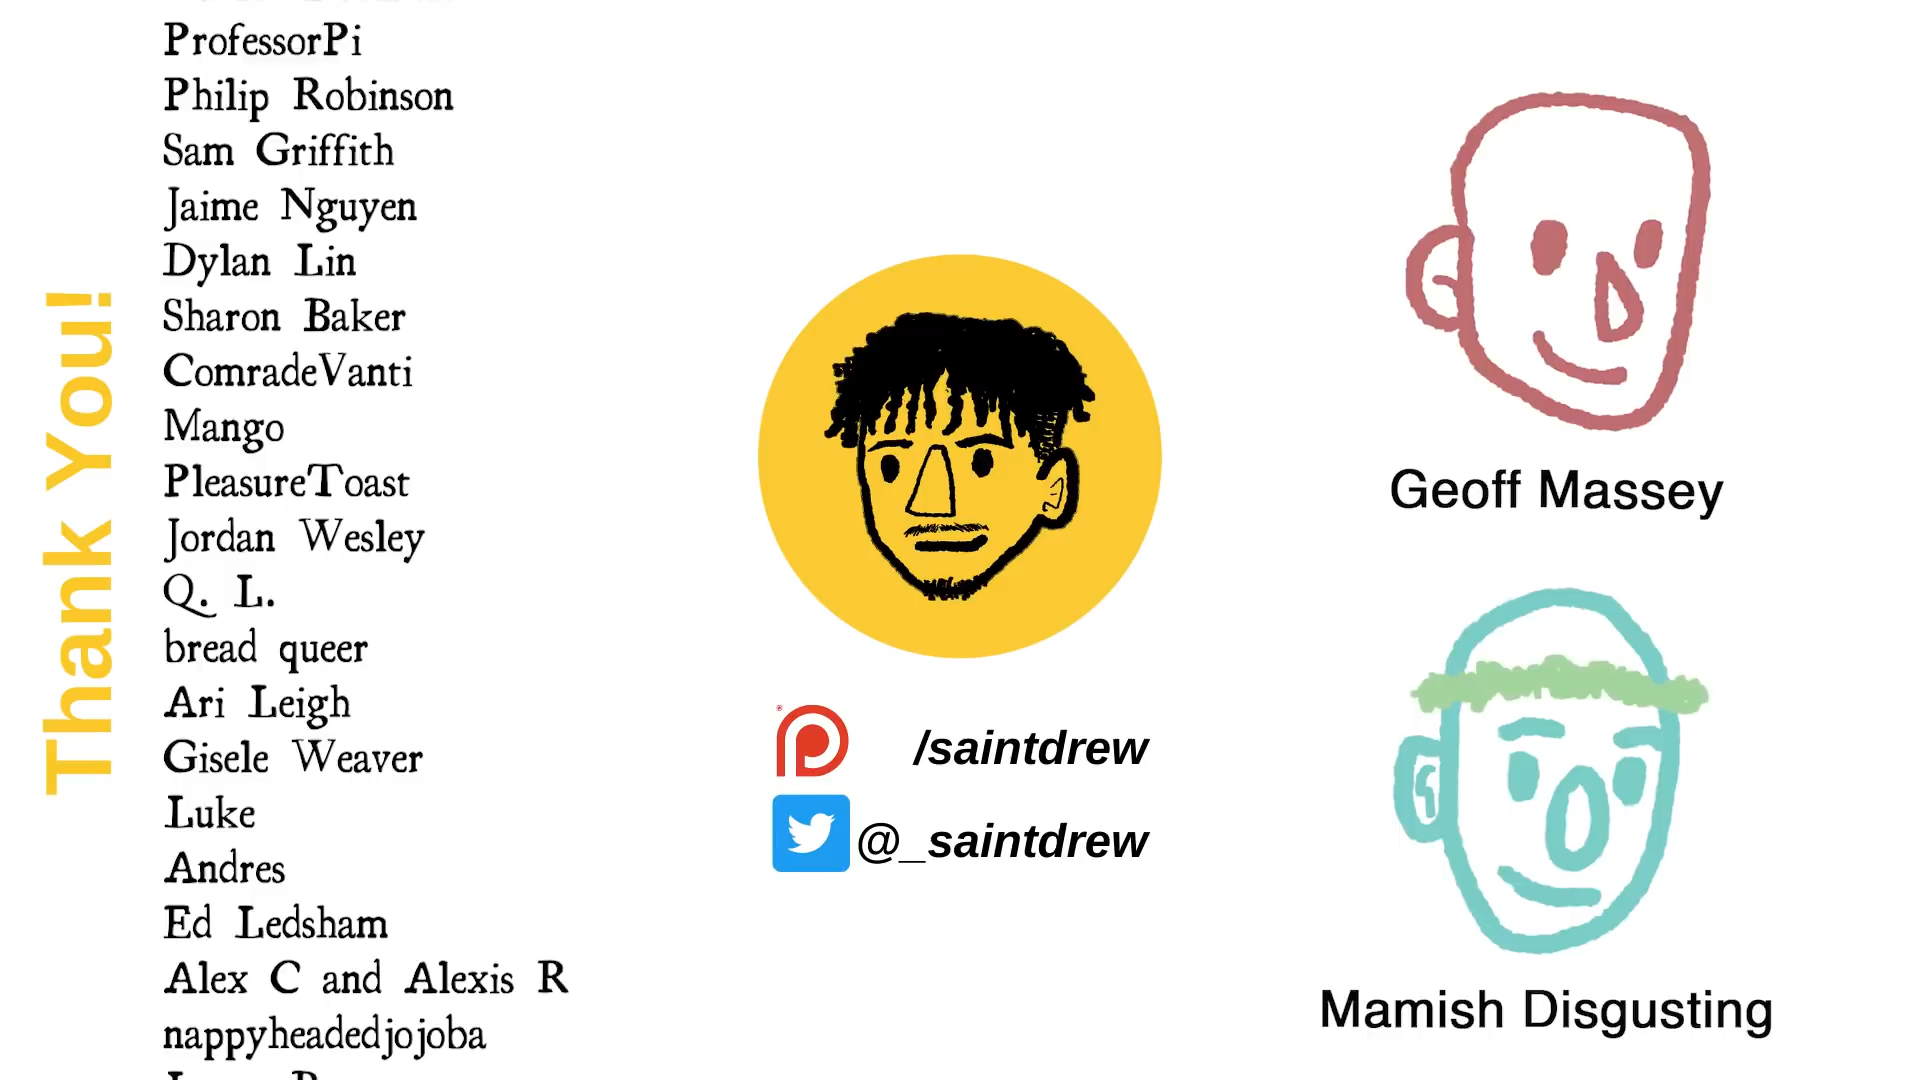 Thank You!
ProfessorPi
Philip Robinson
Sam Griffith
Jaime Nguyen
Dylan Lin
Sharon Baker
ComradeVanti
Mango
PleasureToast
Jordan Wesley
Q. L.
bread queer
Ari Leigh
Gisele Weaver
Luke
Andres
Ed Ledsham
Alex C and Alexis R
nappyheadedjojoba
/saintdrew
@_saintdrew
Geoff Massey
Mamish Disgusting